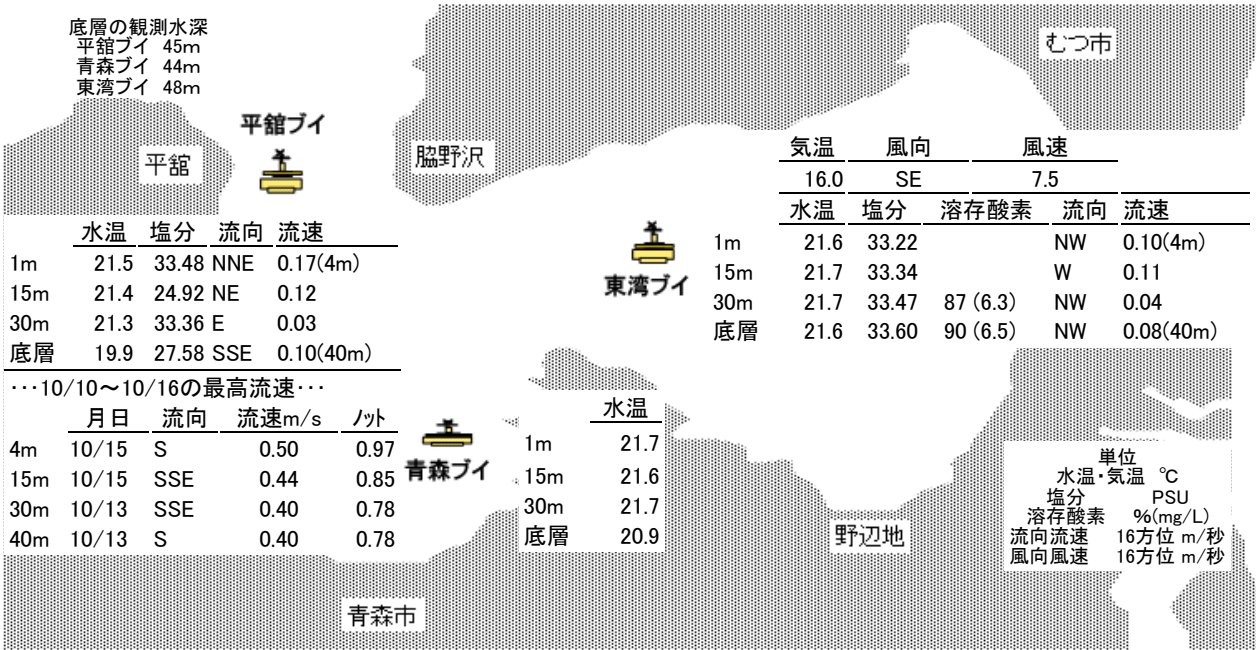 底層の観測水深
平舘ブイ 45m
青森ブイ 44m
東湾ブイ 48m
むつ市
平舘ブイ
平舘
脇野沢
気温 風向 風速
16.0 SE 7.5
水温 塩分 溶存酸素 流向 流速
1m 21.6 33.22 NW 0.10(4m)
15m 21.7 33.34 W 0.11
30m 21.7 33.47 87 (6.3) NW 0.04
底層 21.6 33.60 90 (6.5) NW 0.08(40m)
東湾ブイ
水温 塩分 流向 流速
1m 21.5 33.48 NNE 0.17(4m)
15m 21.4 24.92 NE 0.12
30m 21.3 33.36 E 0.03
底層 19.9 27.58 SSE 0.10(40m)
･･･10/10～10/16の最高流速･･･
月日 流向 流速m/s ﾉｯﾄ
4m 10/15 S 0.50 0.97
15m 10/15 SSE 0.44 0.85
30m 10/13 SSE 0.40 0.78
40m 10/13 S 0.40 0.78
青森ブイ
水温
1m 21.7
15m 21.6
30m 21.7
底層 20.9
単位
水温・気温 ℃
塩分 PSU
溶存酸素 %(mg/L)
流向流速 16方位 m/秒
風向風速 16方位 m/秒
野辺地
青森市